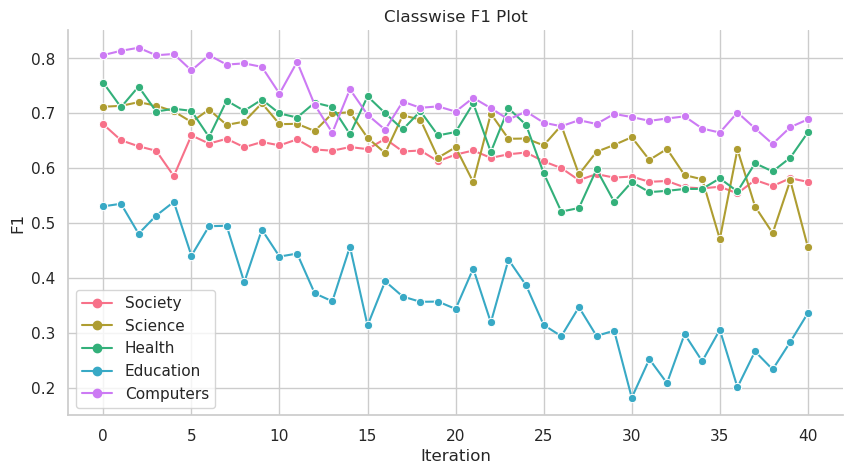 Classwise F1 Plot
F1
0.8
0.7
0.6
0.5
0.4
0.3
0.2
Society
Science
Health
Education
Computers
0 5 10 15 20 25 30 35 40
Iteration